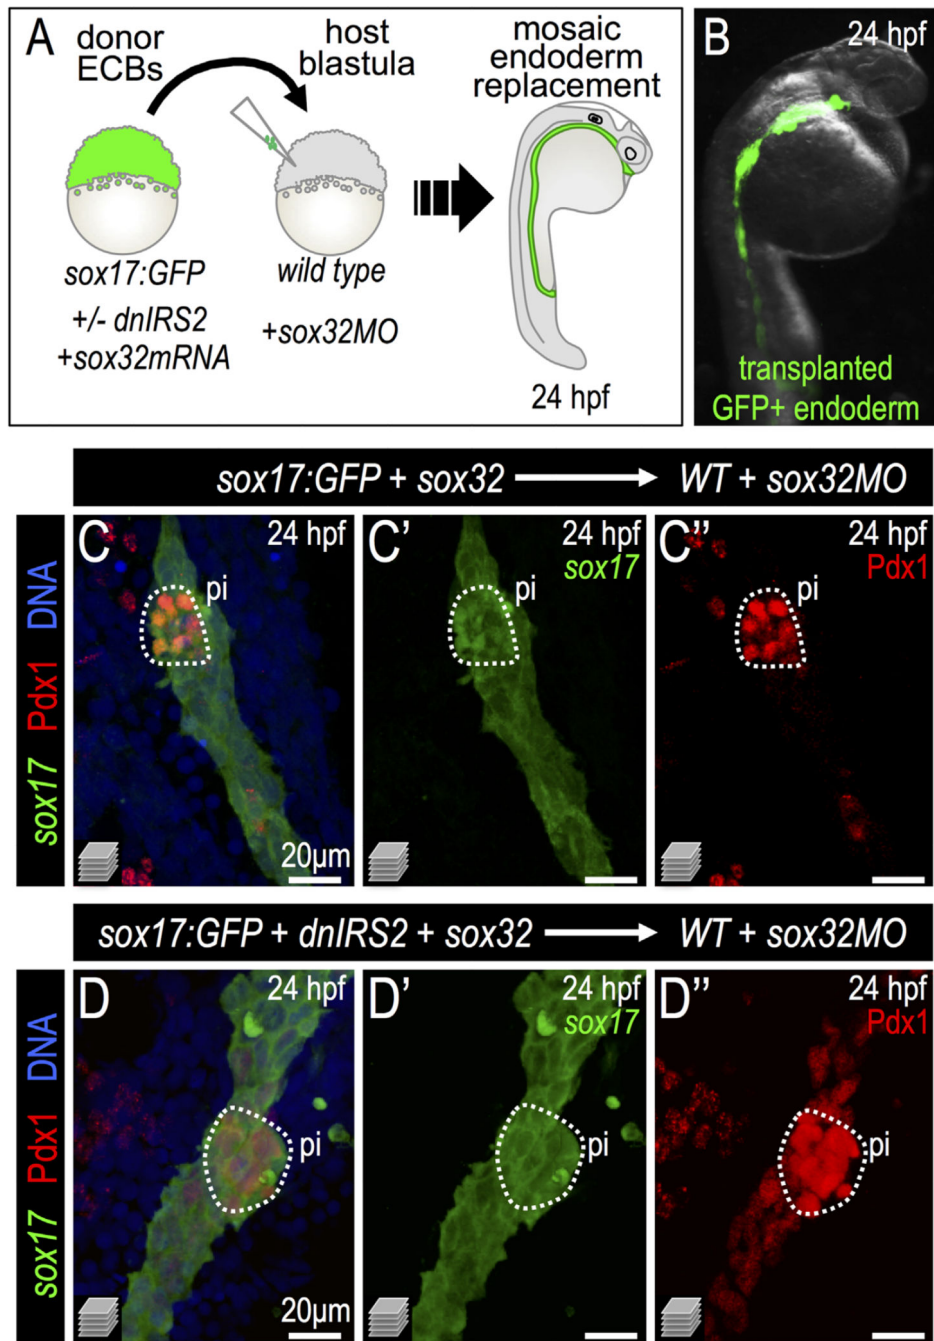 A
donor
ECBs
host
blastula
mosaic
endoderm
replacement
sox17:GFP
+/- dnIRS2
+sox32mRNA
wild type
+sox32MO
24 hpf
B
24 hpf
transplanted
GFP+ endoderm
sox17:GFP + sox32 → WT + sox32MO
sox17 Pdx1 DNA
C
24 hpf
pi
20µm
C'
24 hpf
sox17
pi
C"
24 hpf
Pdx1
pi
sox17:GFP + dnIRS2 + sox32 → WT + sox32MO
sox17 Pdx1 DNA
D
24 hpf
pi
20µm
D'
24 hpf
sox17
pi
D"
24 hpf
Pdx1
pi